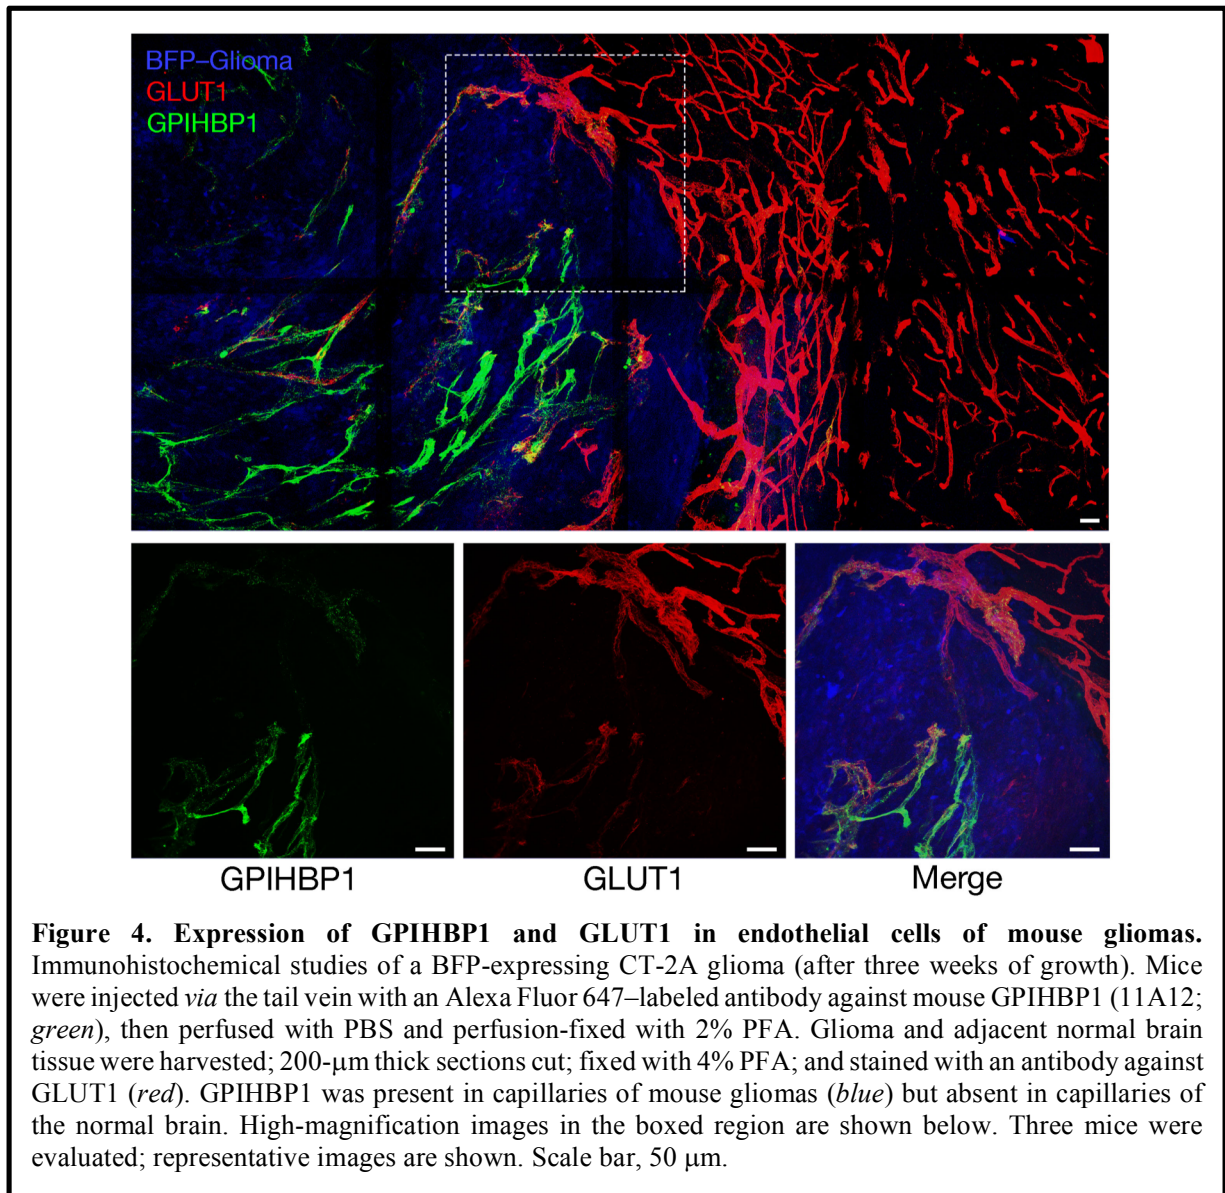 BFP–Glioma
GLUT1
GPIHBP1
GPIHBP1
GLUT1
Merge
Figure 4. Expression of GPIHBP1 and GLUT1 in endothelial cells of mouse gliomas.
Immunohistochemical studies of a BFP-expressing CT-2A glioma (after three weeks of growth). Mice
were injected via the tail vein with an Alexa Fluor 647–labeled antibody against mouse GPIHBP1 (11A12;
green), then perfused with PBS and perfusion-fixed with 2% PFA. Glioma and adjacent normal brain
tissue were harvested; 200-μm thick sections cut; fixed with 4% PFA; and stained with an antibody against
GLUT1 (red). GPIHBP1 was present in capillaries of mouse gliomas (blue) but absent in capillaries of
the normal brain. High-magnification images in the boxed region are shown below. Three mice were
evaluated; representative images are shown. Scale bar, 50 μm.